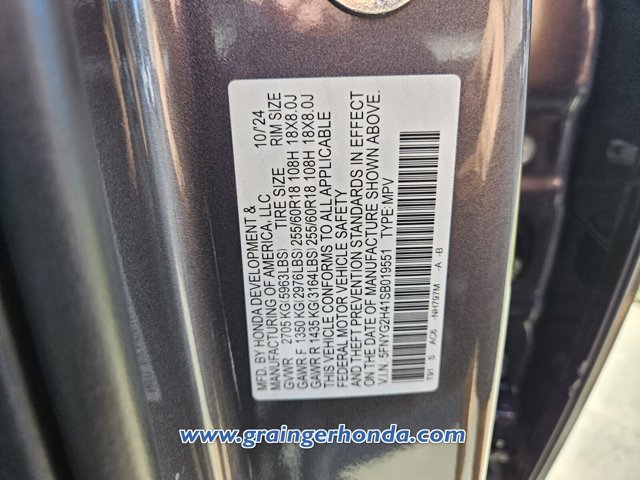 MFD. BY HONDA DEVELOPMENT & 10/'24
MANUFACTURING OF AMERICA, LLC
GVWR 2705 KG(5963LBS) TIRE SIZE RIM SIZE
GAWR F 1350 KG(2976LBS) 255/60R18 108H 18X8.0J
GAWR R 1435 KG(3164LBS) 255/60R18 108H 18X8.0J
THIS VEHICLE CONFORMS TO ALL APPLICABLE
FEDERAL MOTOR VEHICLE SAFETY
AND THEFT PREVENTION STANDARDS IN EFFECT
ON THE DATE OF MANUFACTURE SHOWN ABOVE.
V.I.N.: 5FNYG2H41SB019651 TYPE: MPV
T91 S AC6 -NH797M -A -B
www.graingerhonda.com